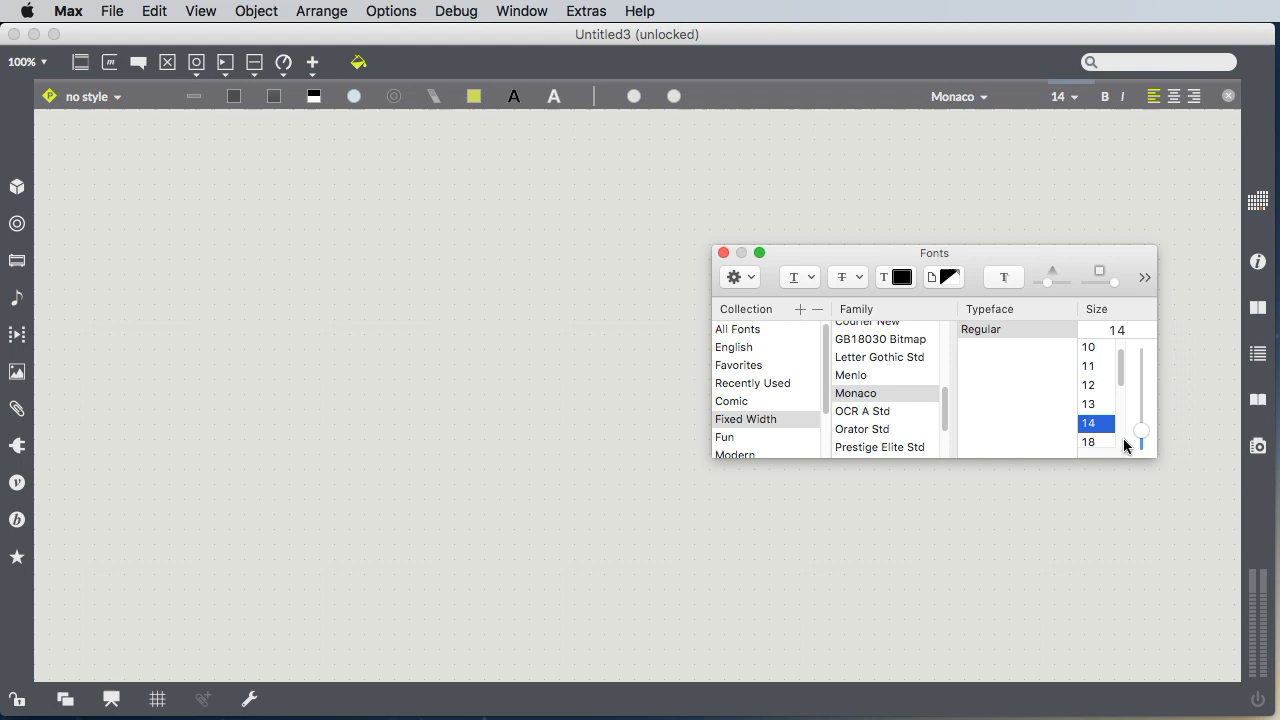 Max File Edit View Object Arrange Options Debug Window Extras Help
Untitled3 (unlocked)
100%
no style A A Monaco 14 B I
Fonts
T T T T
Collection Family Typeface Size
All Fonts Courier New Regular 14
English GB18030 Bitmap 10
Favorites Letter Gothic Std 11
Recently Used Menlo 12
Comic Monaco 13
Fixed Width OCR A Std 14
Fun Orator Std 18
Modern Prestige Elite Std